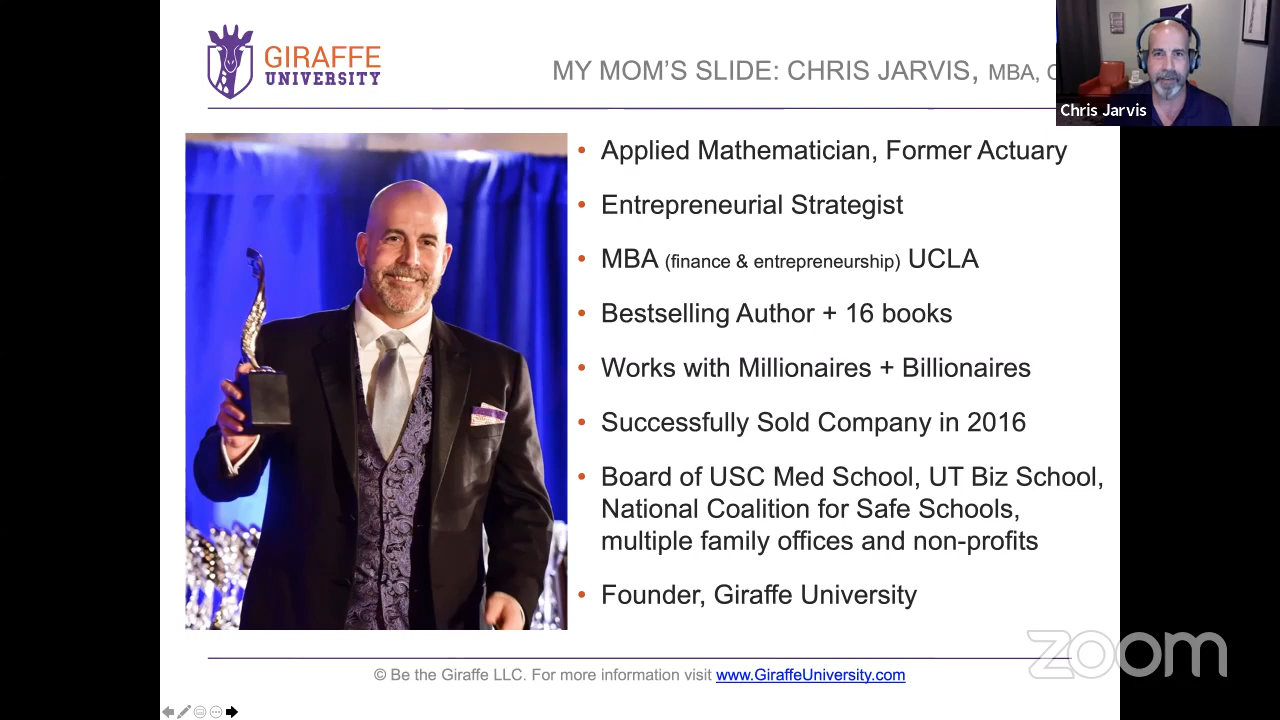 GIRAFFE
UNIVERSITY
MY MOM'S SLIDE: CHRIS JARVIS, MBA,
Chris Jarvis
• Applied Mathematician, Former Actuary
• Entrepreneurial Strategist
• MBA (finance & entrepreneurship) UCLA
• Bestselling Author + 16 books
• Works with Millionaires + Billionaires
• Successfully Sold Company in 2016
• Board of USC Med School, UT Biz School,
National Coalition for Safe Schools,
multiple family offices and non-profits
• Founder, Giraffe University
© Be the Giraffe LLC. For more information visit www.GiraffeUniversity.com
zoom